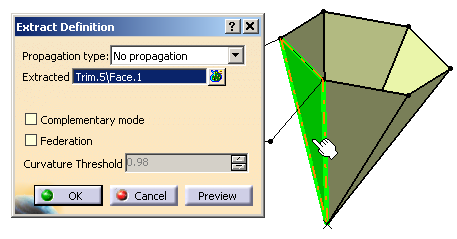 Extract Definition
Propagation type: No propagation
Extracted Trim.5\Face.1
Complementary mode
Federation
Curvature Threshold 0.98
OK Cancel Preview